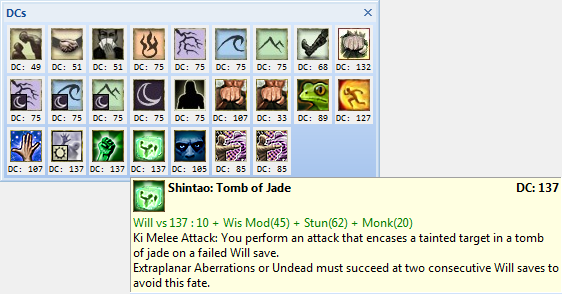 DCs
DC: 49 DC: 51 DC: 51 DC: 75 DC: 75 DC: 75 DC: 75 DC: 68 DC: 132
DC: 75 DC: 75 DC: 75 DC: 75 DC: 75 DC: 107 DC: 33 DC: 89 DC: 127
DC: 107 DC: 137 DC: 137 DC: 137 DC: 105 DC: 85 DC: 85
Shintao: Tomb of Jade DC: 137
Will vs 137 : 10 + Wis Mod(45) + Stun(62) + Monk(20)
Ki Melee Attack: You perform an attack that encases a tainted target in a tomb
of jade on a failed Will save.
Extraplanar Aberrations or Undead must succeed at two consecutive Will saves to
avoid this fate.